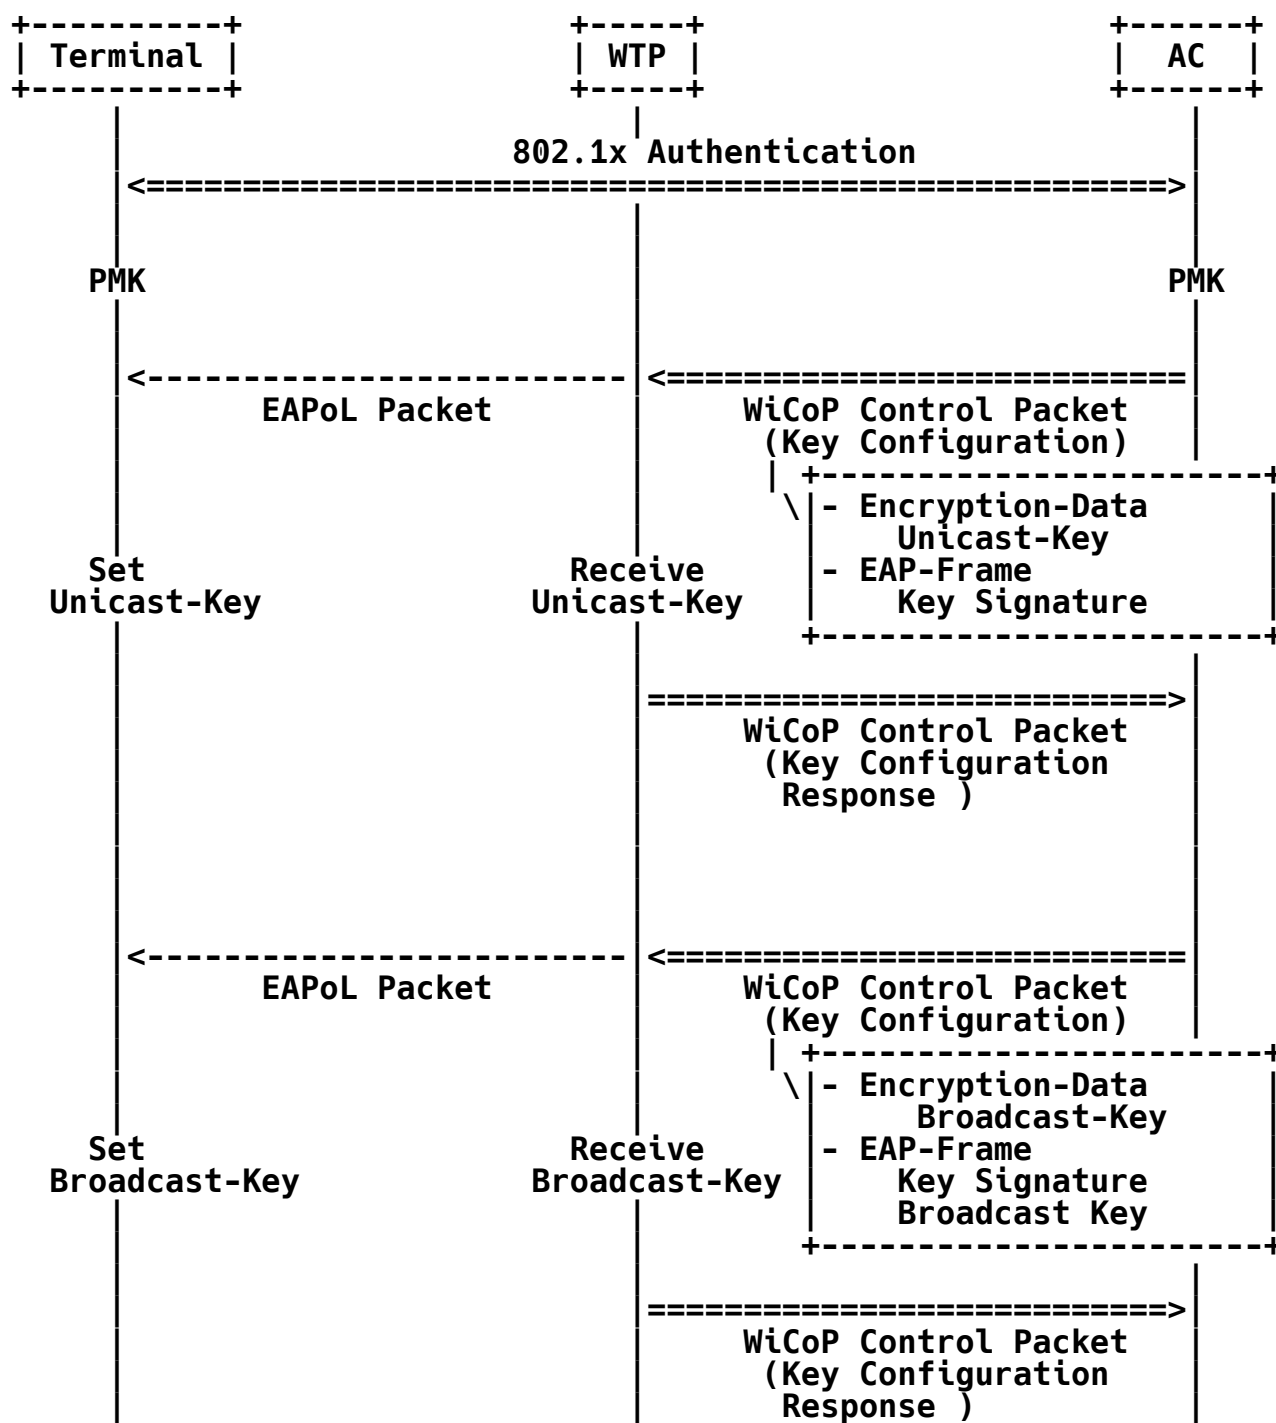 Terminal WTP AC
802.1x Authentication
PMK PMK
EAPoL Packet WiCoP Control Packet
(Key Configuration)
- Encryption-Data
Unicast-Key
Set Receive - EAP-Frame
Unicast-Key Unicast-Key Key Signature
WiCoP Control Packet
(Key Configuration
Response )
EAPoL Packet WiCoP Control Packet
(Key Configuration)
- Encryption-Data
Broadcast-Key
Set Receive - EAP-Frame
Broadcast-Key Broadcast-Key Key Signature
Broadcast Key
WiCoP Control Packet
(Key Configuration
Response )